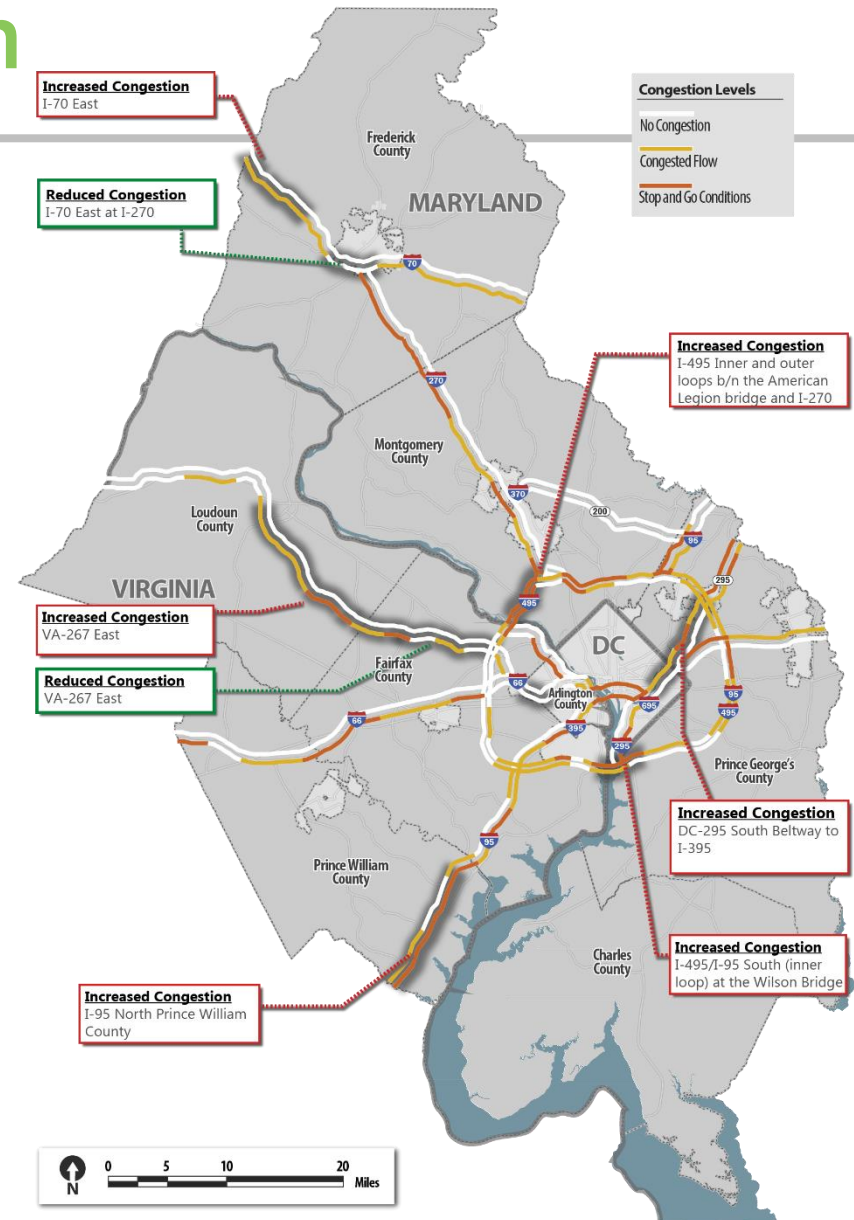 n
Increased Congestion
I-70 East
Congestion Levels
No Congestion
Congested Flow
Stop and Go Conditions
Frederick
County
MARYLAND
Reduced Congestion
I-70 East at I-270
70
Increased Congestion
I-495 Inner and outer
loops b/n the American
Legion bridge and I-270
270
Montgomery
County
370
200
95
Loudoun
County
295
VIRGINIA
495
Increased Congestion
VA-267 East
DC
Fairfax
County
Reduced Congestion
VA-267 East
66
Arlington
County
95
695
495
66
395
295
Prince George's
County
Increased Congestion
DC-295 South Beltway to
I-395
95
Prince William
County
Charles
County
Increased Congestion
I-495/I-95 South (inner
loop) at the Wilson Bridge
Increased Congestion
I-95 North Prince William
County
0 5 10 20
Miles
N